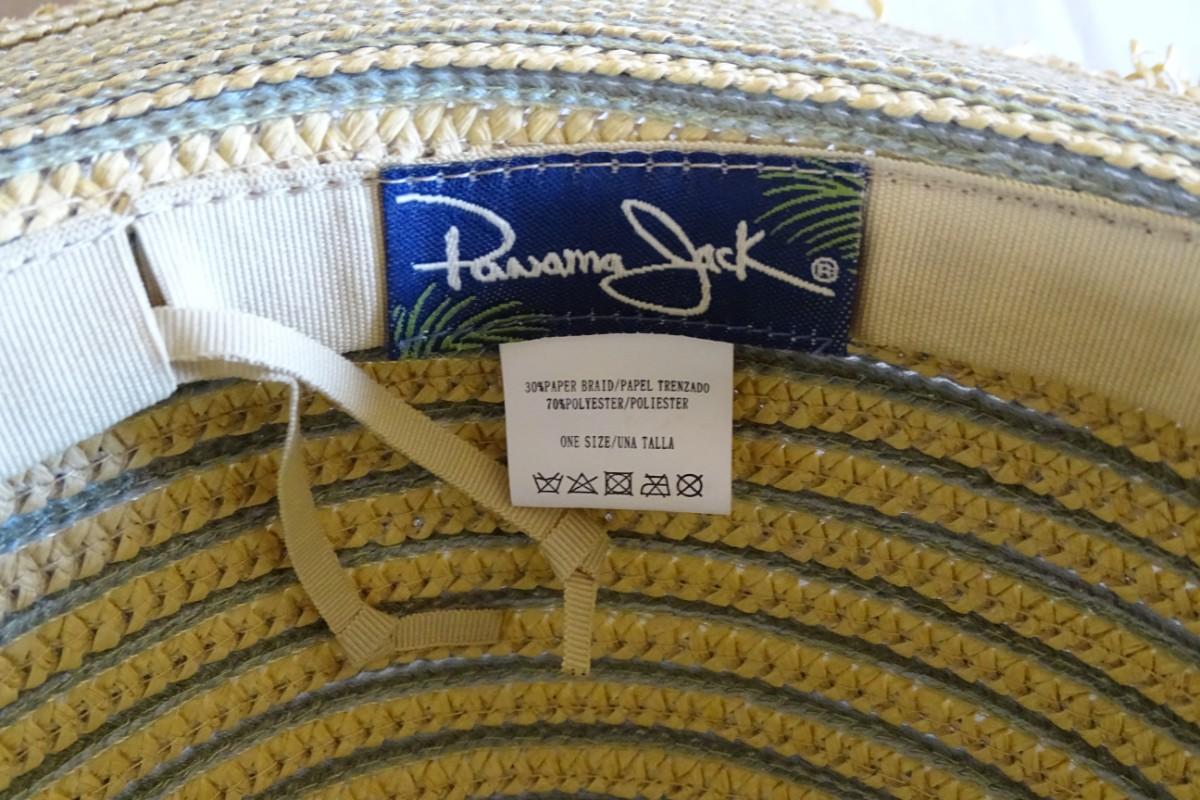 Panama Jack ®
30%PAPER BRAID/PAPEL TRENZADO
70%POLYESTER/POLIESTER
ONE SIZE/UNA TALLA